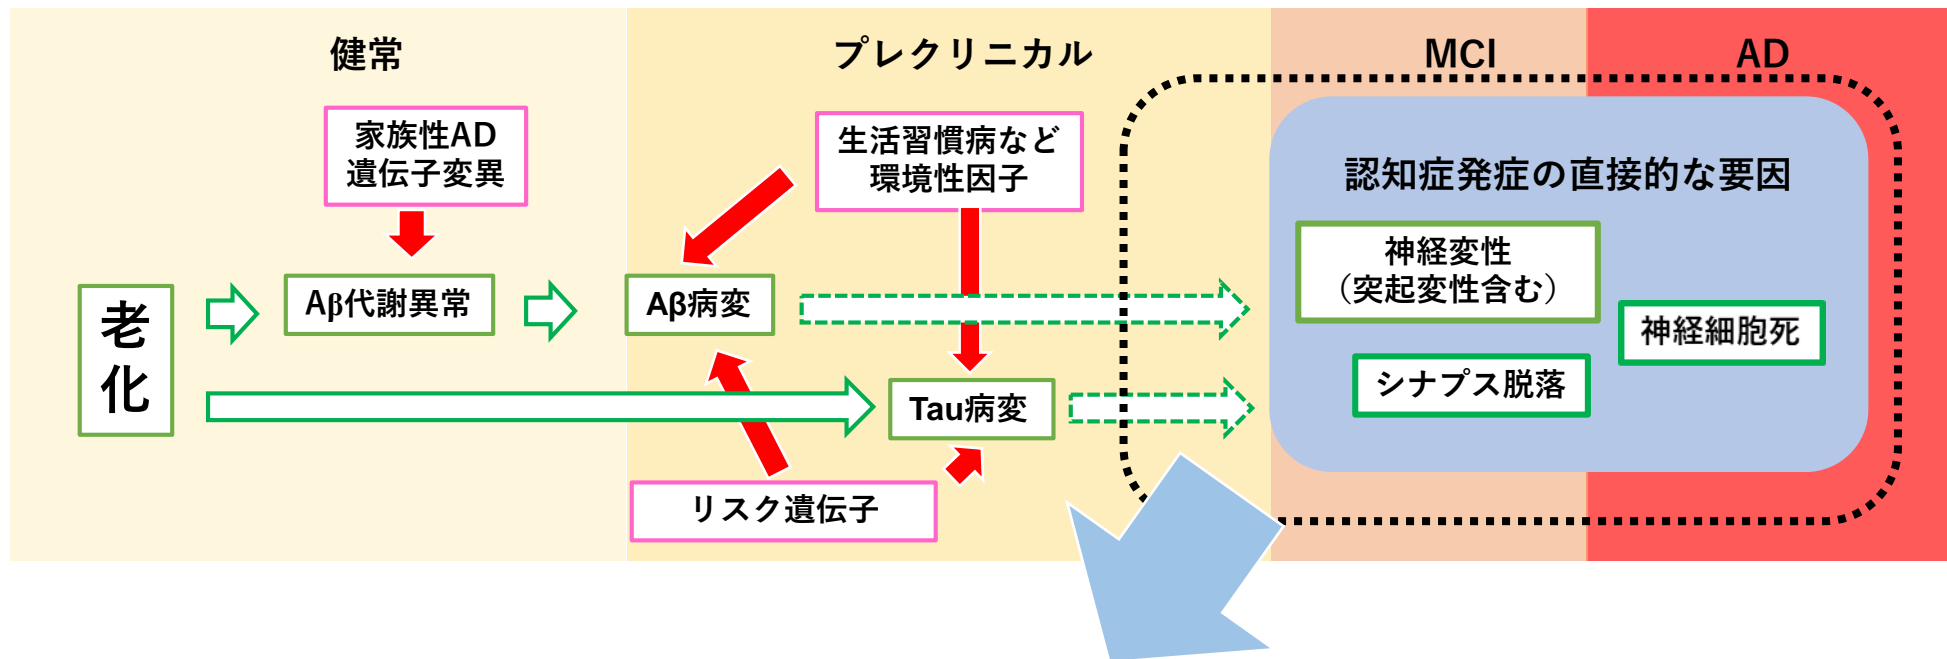 健常
プレクリニカル
MCI
AD
家族性AD
遺伝子変異
生活習慣病など
環境性因子
認知症発症の直接的な要因
神経変性
（突起変性含む）
老
化
Aβ代謝異常
Aβ病変
神経細胞死
シナプス脱落
Tau病変
リスク遺伝子